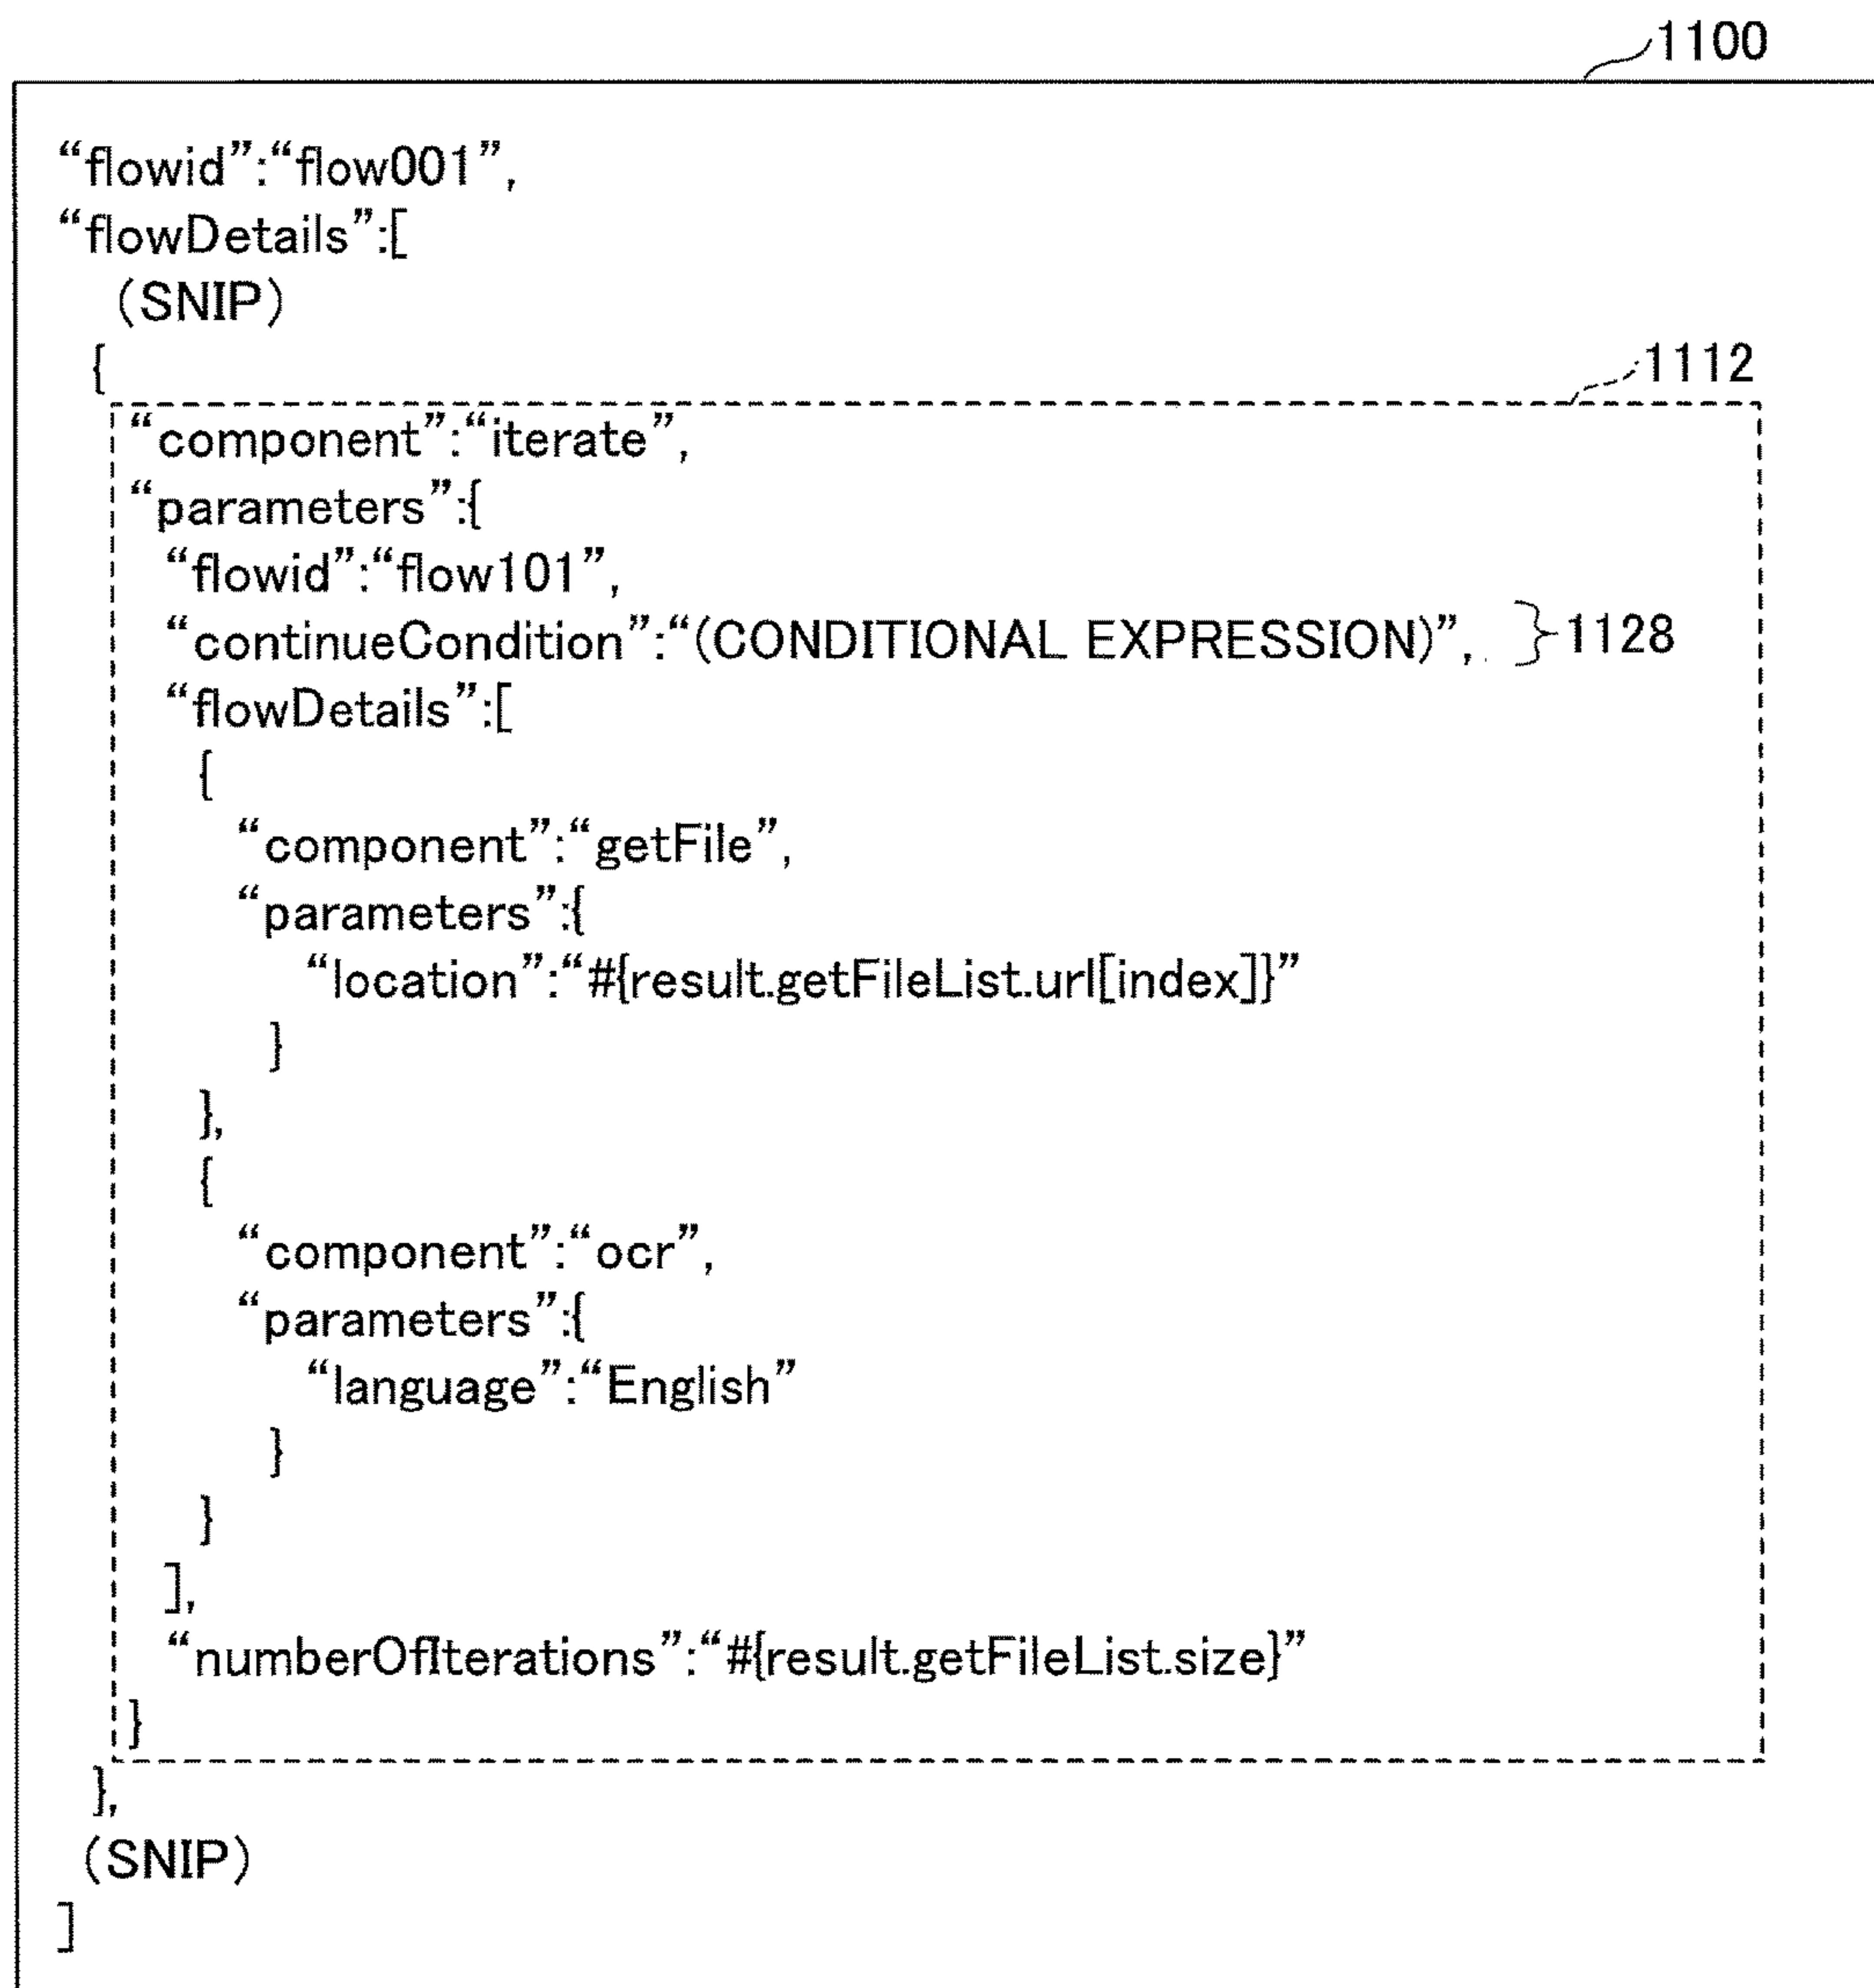 1100
“flowid”:“flow001”,
“flowDetails”:[
(SNIP)
{
1112
“component”:“iterate”,
“parameters”:{
“flowid”:“flow101”,
“continueCondition”:“(CONDITIONAL EXPRESSION)”, }1128
“flowDetails”:[
{
“component”:“getFile”,
“parameters”:{
“location”:“#{result.getFileList.url[index]}”
}
},
{
“component”:“ocr”,
“parameters”:{
“language”:“English”
}
}
],
“numberOfIterations”:“#{result.getFileList.size}”
}
},
(SNIP)
]